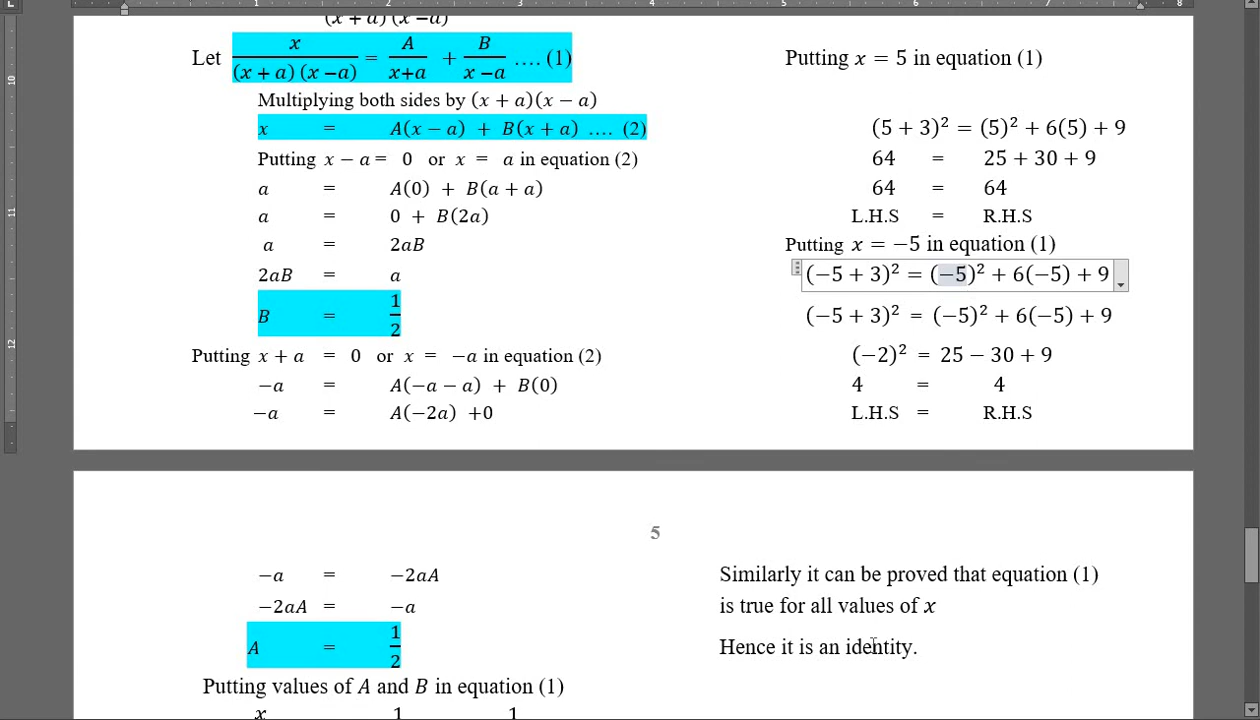 (x + a) (x − a)
Let x/((x + a) (x − a)) = A/(x+a) + B/(x −a) .... (1)
Multiplying both sides by (x + a)(x − a)
x = A(x − a) + B(x + a) .... (2)
Putting x − a = 0 or x = a in equation (2)
a = A(0) + B(a + a)
a = 0 + B(2a)
a = 2aB
2aB = a
B = 1/2
Putting x + a = 0 or x = −a in equation (2)
−a = A(−a − a) + B(0)
−a = A(−2a) +0
Putting x = 5 in equation (1)
(5 + 3)² = (5)² + 6(5) + 9
64 = 25 + 30 + 9
64 = 64
L.H.S = R.H.S
Putting x = −5 in equation (1)
(−5 + 3)² = (−5)² + 6(−5) + 9
(−5 + 3)² = (−5)² + 6(−5) + 9
(−2)² = 25 − 30 + 9
4 = 4
L.H.S = R.H.S
5
−a = −2aA
−2aA = −a
A = 1/2
Putting values of A and B in equation (1)
x 1 1
Similarly it can be proved that equation (1)
is true for all values of x
Hence it is an identity.